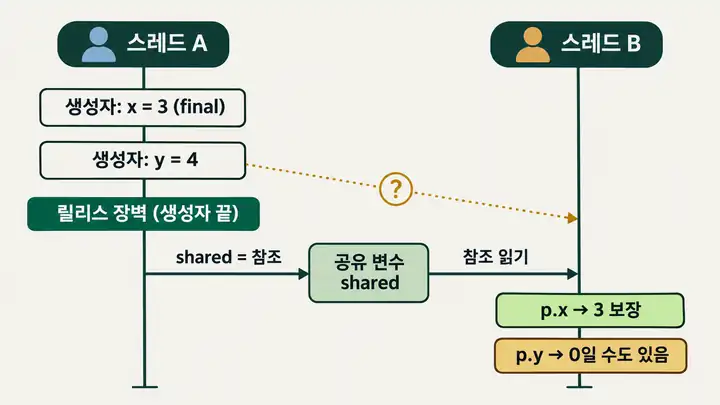 스레드 A
스레드 B
생성자: x = 3 (final)
생성자: y = 4
?
릴리스 장벽 (생성자 끝)
shared = 참조
공유 변수
shared
참조 읽기
p.x → 3 보장
p.y → 0일 수도 있음